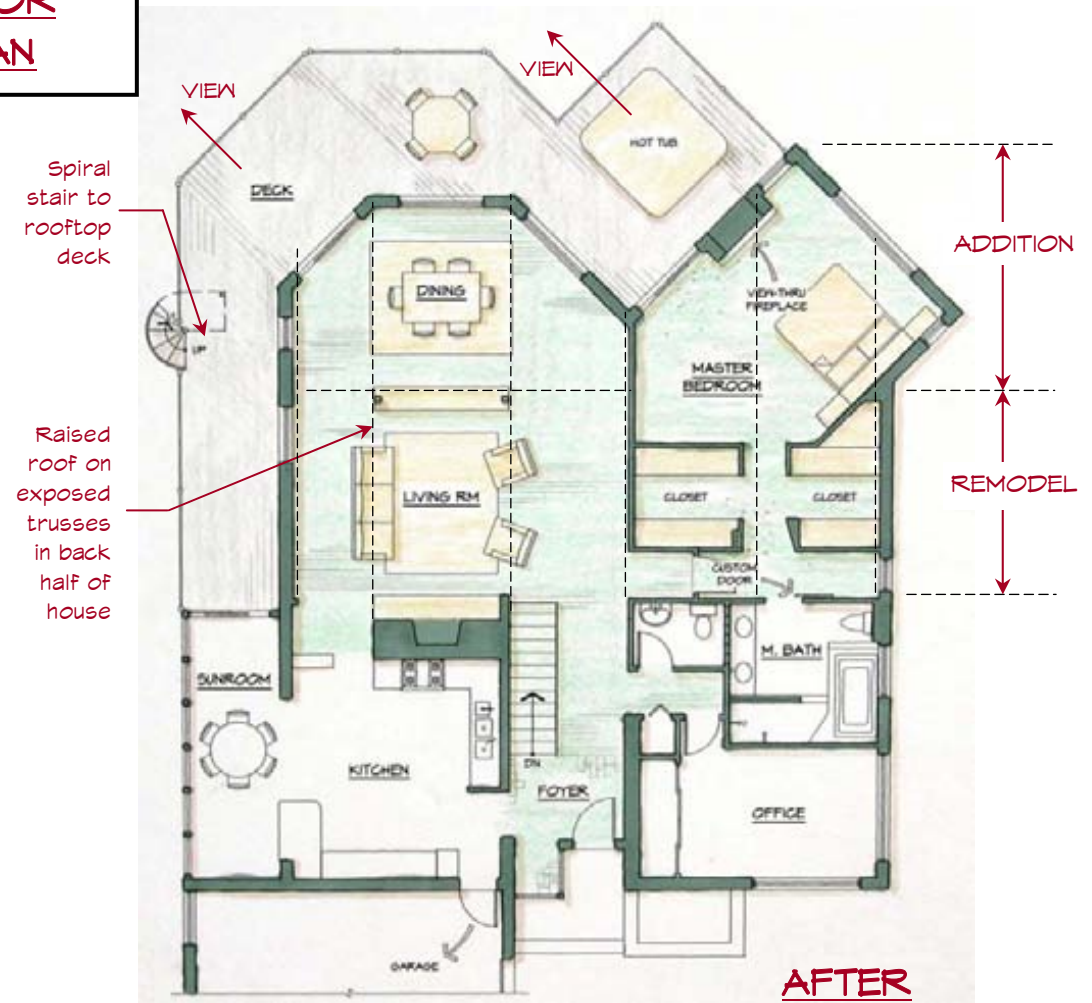 OR
AN
VIEW
VIEW
HOT TUB
Spiral
stair to
rooftop
deck
DECK
ADDITION
DINING
VIEW-THRU
FIREPLACE
UP
MASTER
BEDROOM
Raised
roof on
exposed
trusses
in back
half of
house
LIVING RM
CLOSET
CLOSET
REMODEL
CUSTOM
DOOR
M. BATH
SUNROOM
KITCHEN
DN
FOYER
OFFICE
GARAGE
AFTER